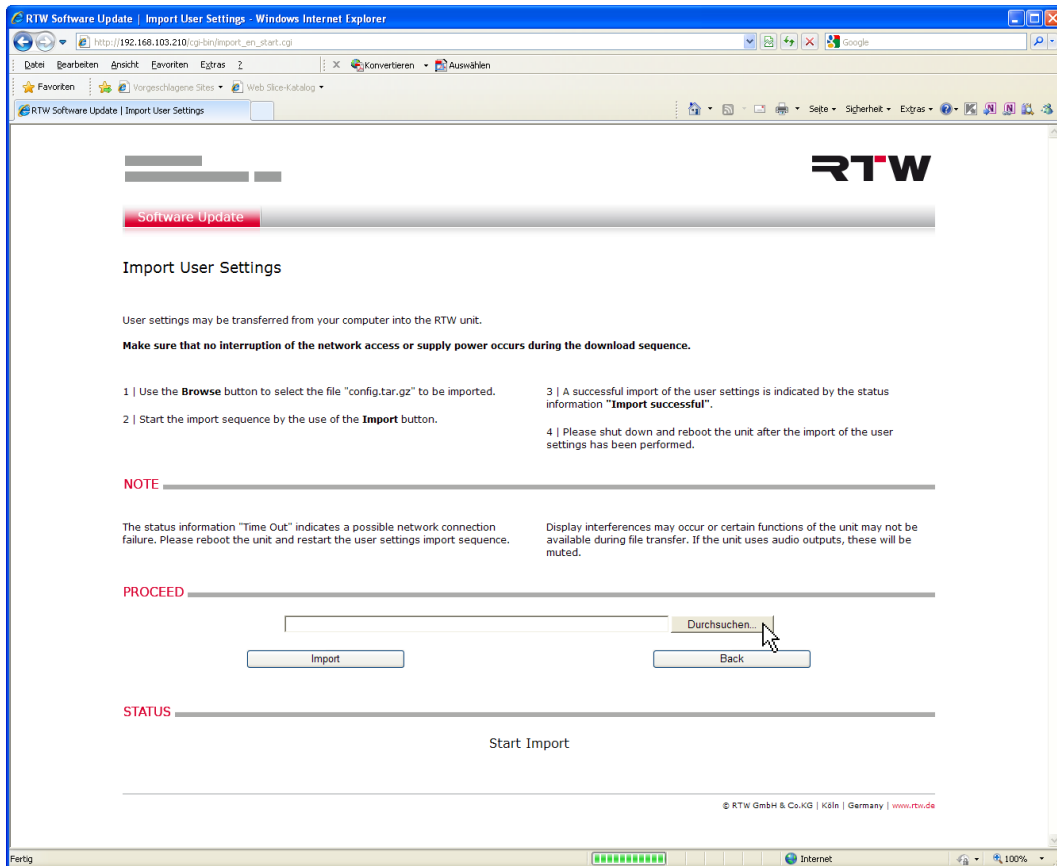 RTW Software Update | Import User Settings - Windows Internet Explorer
http://192.168.103.210/cgi-bin/import_en_start.cgi
Google
Datei Bearbeiten Ansicht Favoriten Extras ?
Konvertieren Auswählen
Favoriten Vorgeschlagene Sites Web Slice-Katalog
RTW Software Update | Import User Settings
Seite Sicherheit Extras
RTW
Software Update
Import User Settings
User settings may be transferred from your computer into the RTW unit.
Make sure that no interruption of the network access or supply power occurs during the download sequence.
1 | Use the Browse button to select the file "config.tar.gz" to be imported.
2 | Start the import sequence by the use of the Import button.
3 | A successful import of the user settings is indicated by the status
information "Import successful".
4 | Please shut down and reboot the unit after the import of the user
settings has been performed.
NOTE
The status information "Time Out" indicates a possible network connection
failure. Please reboot the unit and restart the user settings import sequence.
Display interferences may occur or certain functions of the unit may not be
available during file transfer. If the unit uses audio outputs, these will be
muted.
PROCEED
Durchsuchen...
Import Back
STATUS
Start Import
© RTW GmbH & Co.KG | Köln | Germany | www.rtw.de
Fertig Internet 100%